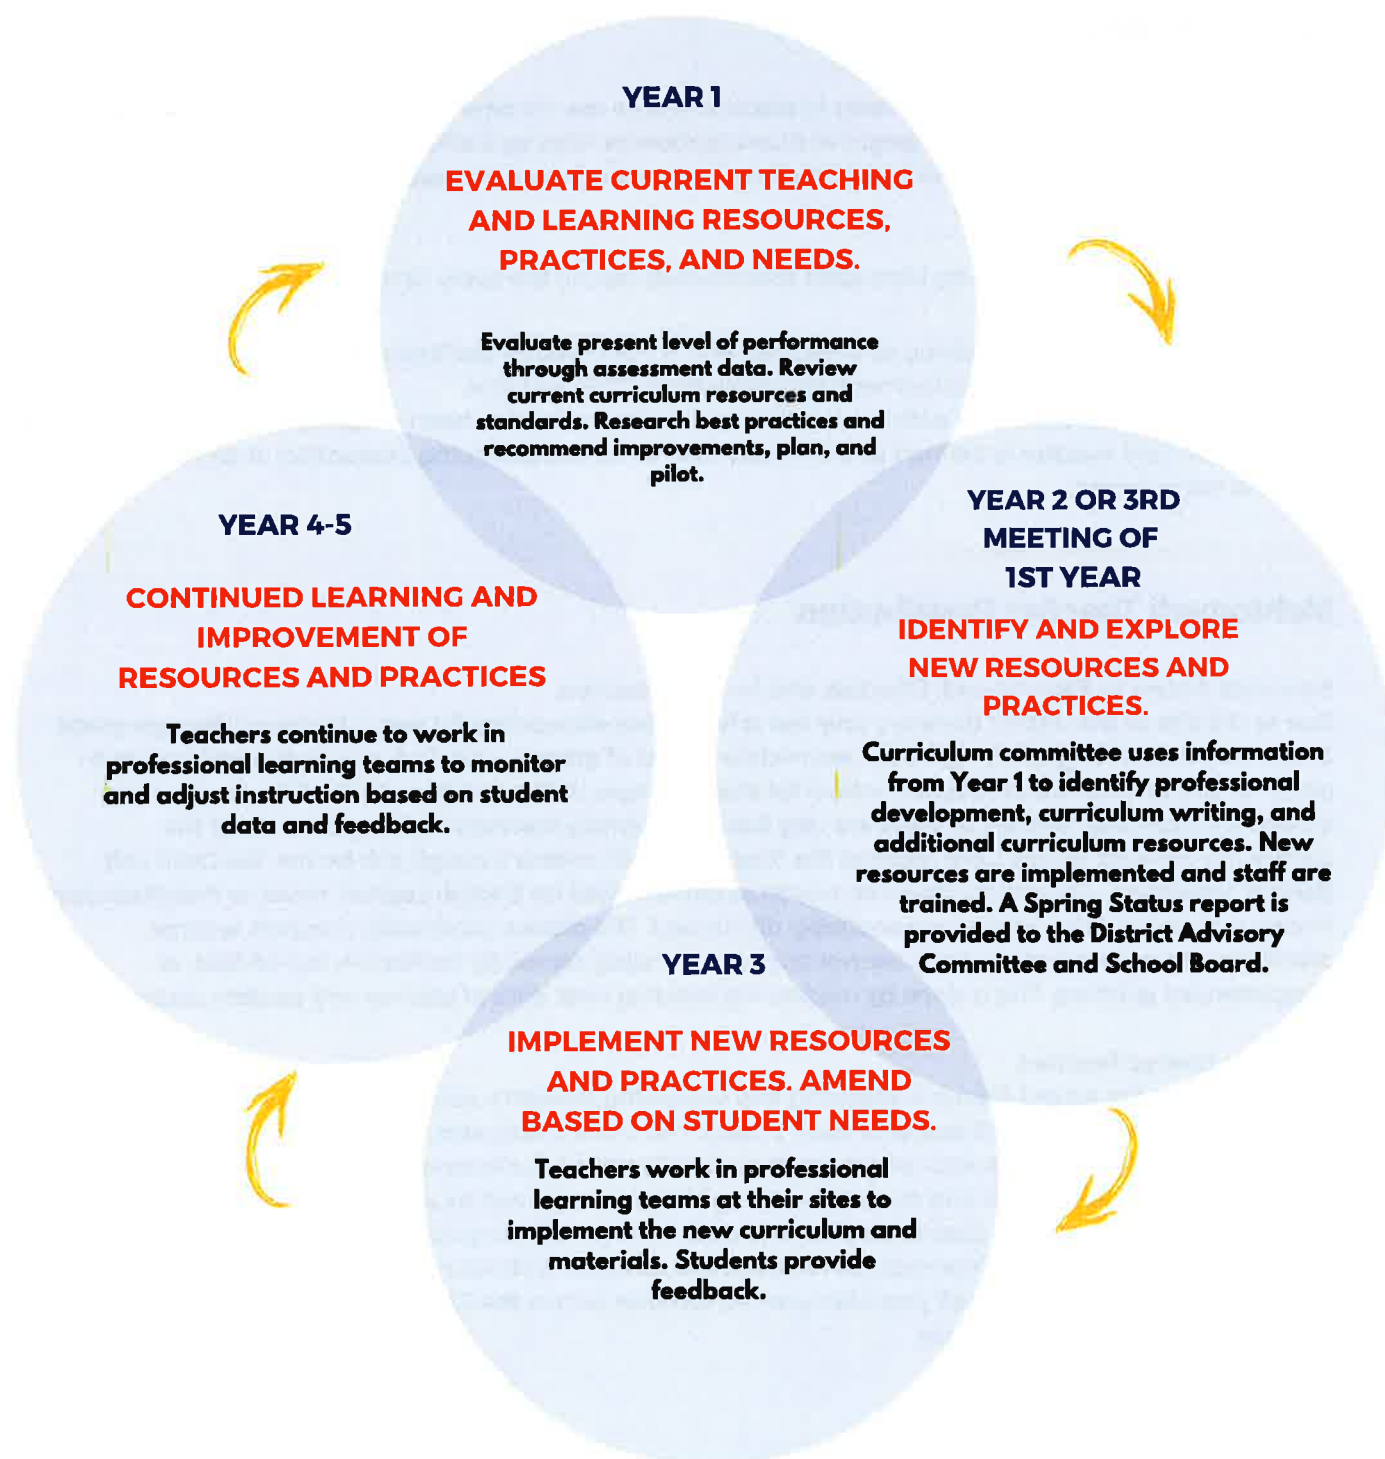 YEAR 1
EVALUATE CURRENT TEACHING
AND LEARNING RESOURCES,
PRACTICES, AND NEEDS.
Evaluate present level of performance
through assessment data. Review
current curriculum resources and
standards. Research best practices and
recommend improvements, plan, and
pilot.
YEAR 2 OR 3RD
MEETING OF
1ST YEAR
IDENTIFY AND EXPLORE
NEW RESOURCES AND
PRACTICES.
Curriculum committee uses information
from Year 1 to identify professional
development, curriculum writing, and
additional curriculum resources. New
resources are implemented and staff are
trained. A Spring Status report is
provided to the District Advisory
Committee and School Board.
YEAR 3
IMPLEMENT NEW RESOURCES
AND PRACTICES. AMEND
BASED ON STUDENT NEEDS.
Teachers work in professional
learning teams at their sites to
implement the new curriculum and
materials. Students provide
feedback.
YEAR 4-5
CONTINUED LEARNING AND
IMPROVEMENT OF
RESOURCES AND PRACTICES
Teachers continue to work in
professional learning teams to monitor
and adjust instruction based on student
data and feedback.